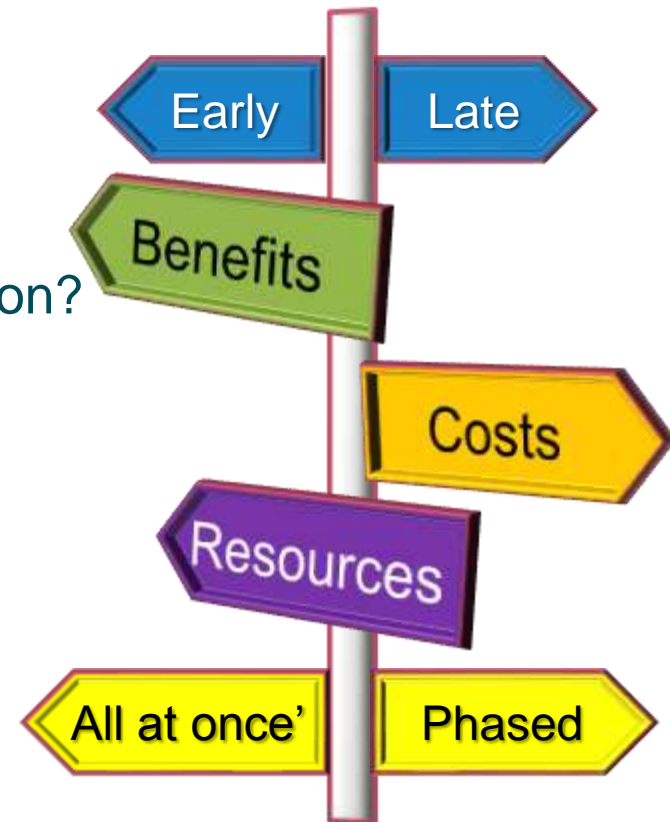 Early
Late
Benefits
on?
Costs
Resources
All at once’
Phased